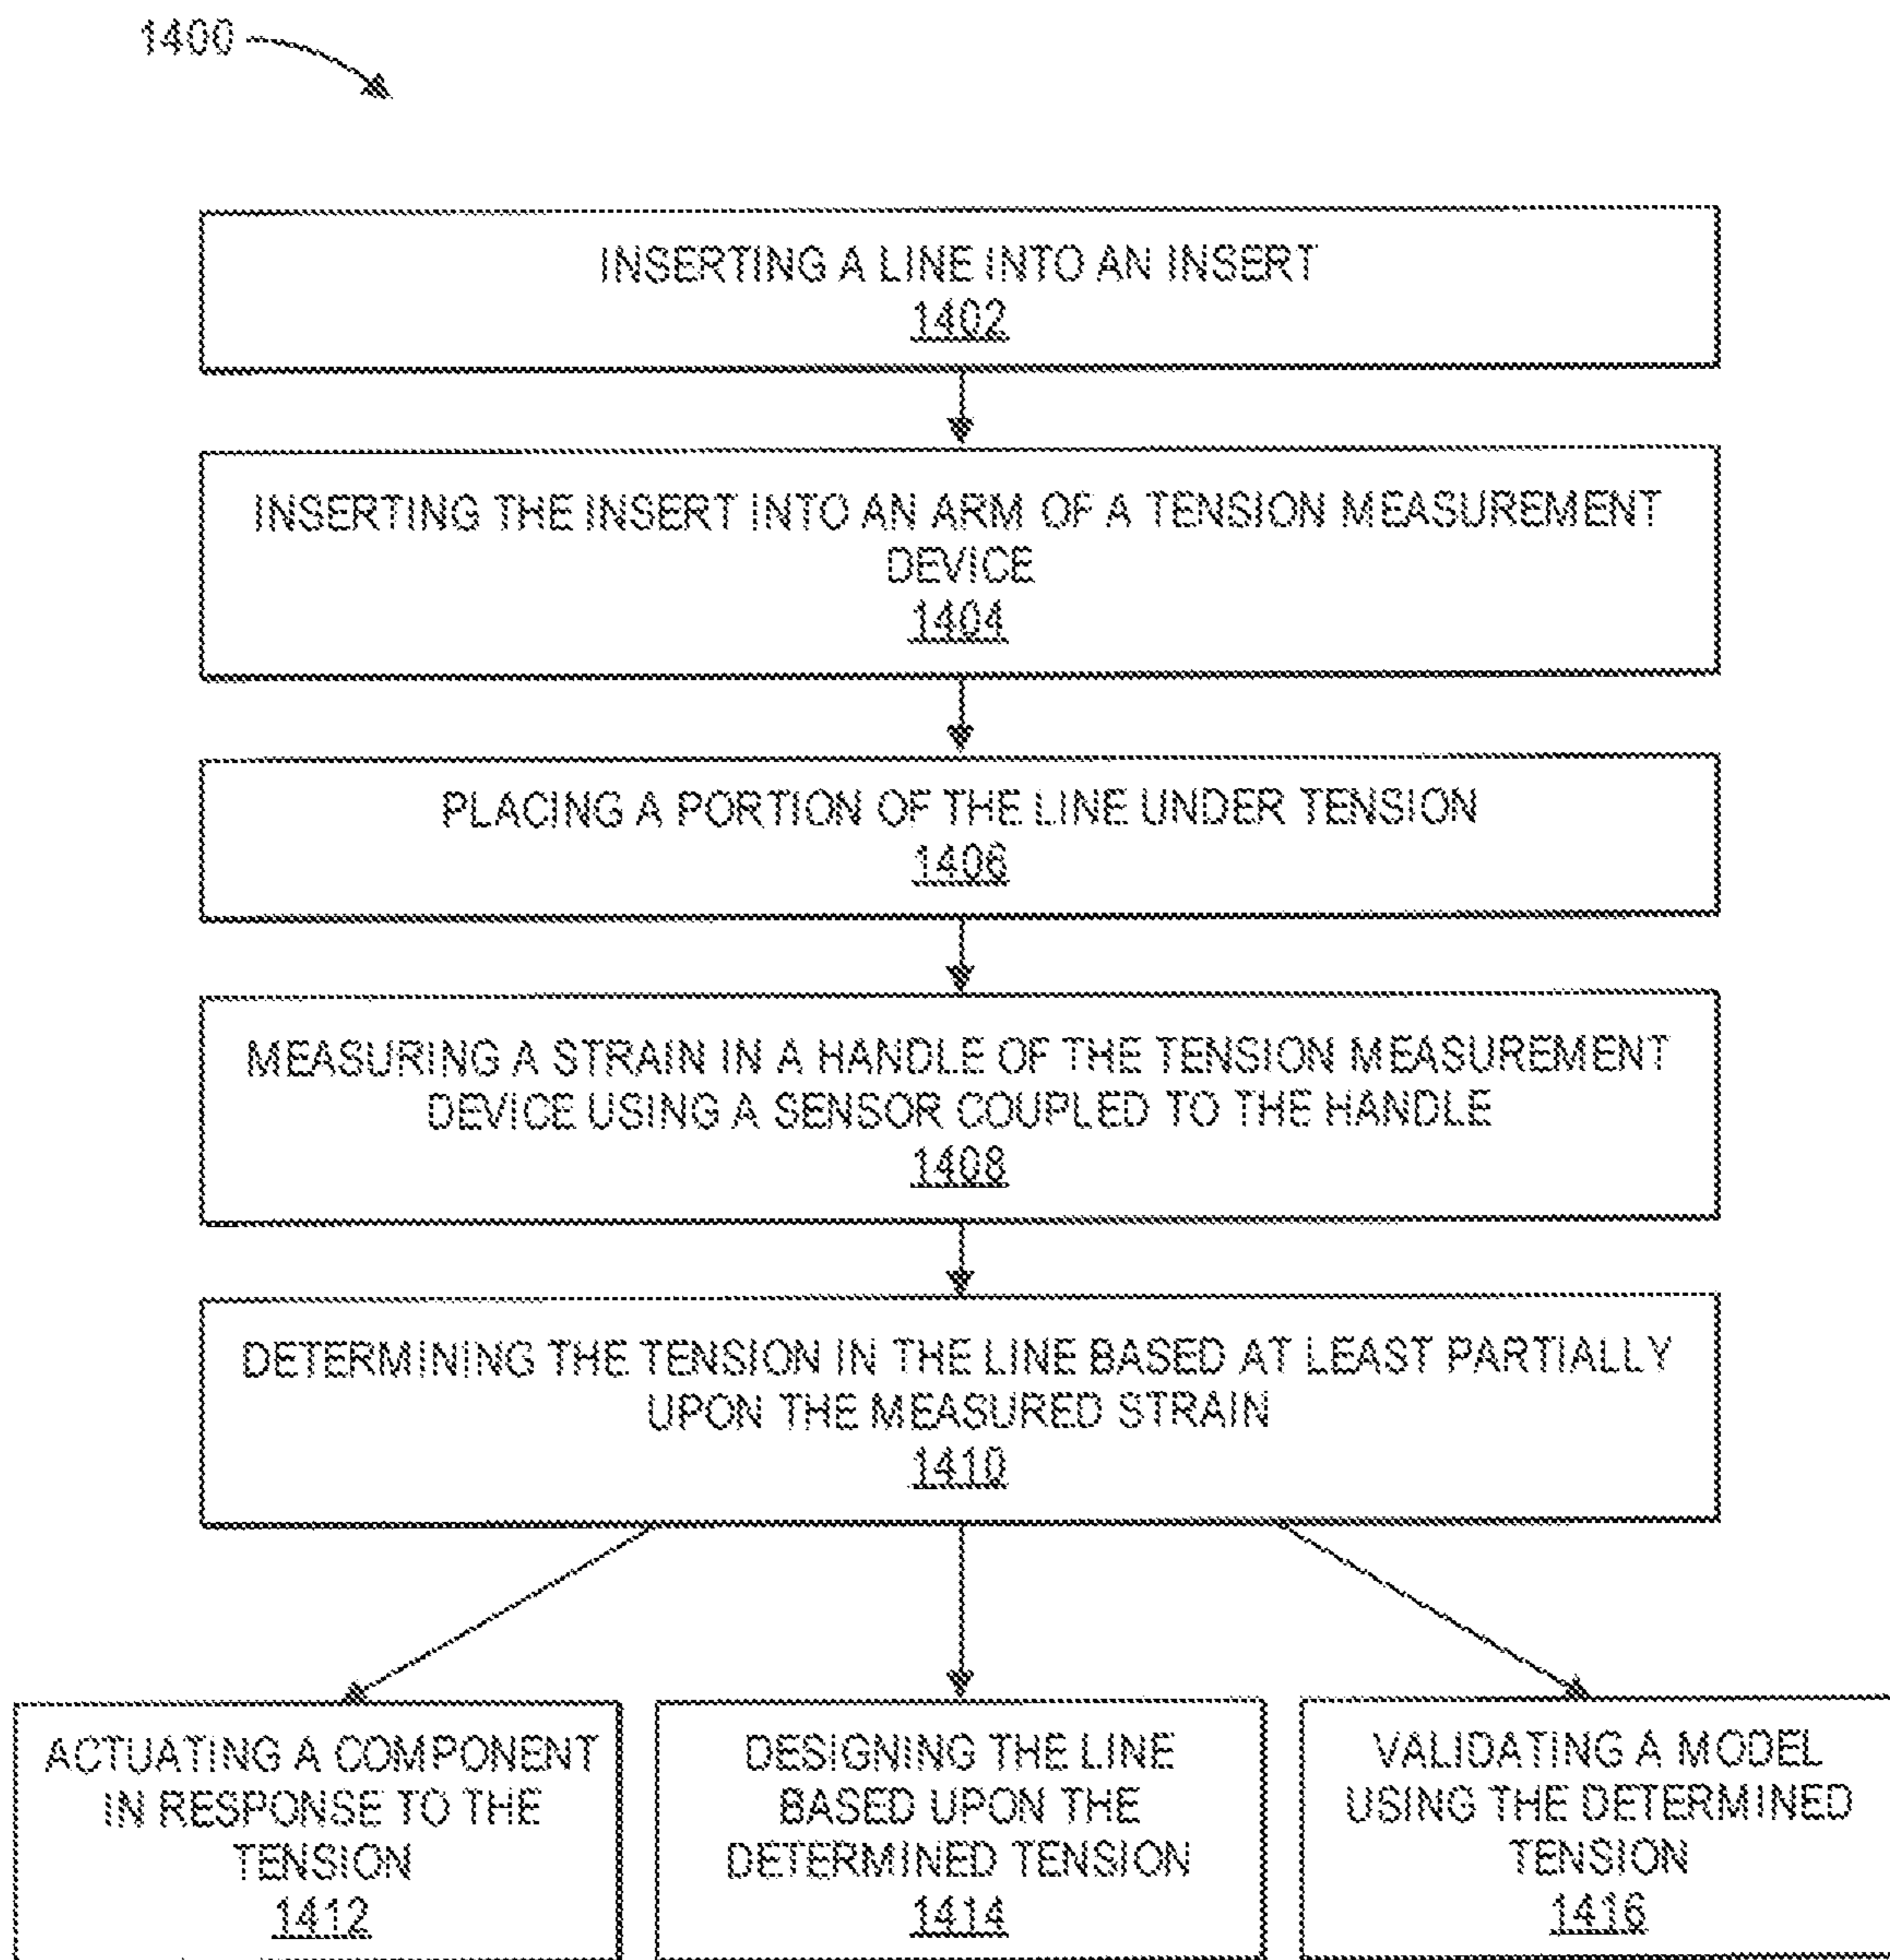 1400
INSERTING A LINE INTO AN INSERT
1402
INSERTING THE INSERT INTO AN ARM OF A TENSION MEASUREMENT
DEVICE
1404
PLACING A PORTION OF THE LINE UNDER TENSION
1406
MEASURING A STRAIN IN A HANDLE OF THE TENSION MEASUREMENT
DEVICE USING A SENSOR COUPLED TO THE HANDLE
1408
DETERMINING THE TENSION IN THE LINE BASED AT LEAST PARTIALLY
UPON THE MEASURED STRAIN
1410
ACTUATING A COMPONENT
IN RESPONSE TO THE
TENSION
1412
DESIGNING THE LINE
BASED UPON THE
DETERMINED TENSION
1414
VALIDATING A MODEL
USING THE DETERMINED
TENSION
1416